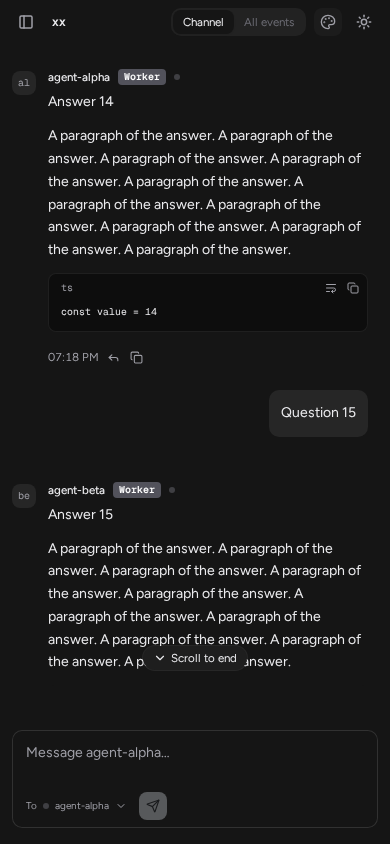 xx
Channel
All events
al
agent-alpha
Worker
Answer 14
A paragraph of the answer. A paragraph of the
answer. A paragraph of the answer. A paragraph of
the answer. A paragraph of the answer. A
paragraph of the answer. A paragraph of the
answer. A paragraph of the answer. A paragraph of
the answer. A paragraph of the answer.
ts
const value = 14
07:18 PM
Question 15
be
agent-beta
Worker
Answer 15
A paragraph of the answer. A paragraph of the
answer. A paragraph of the answer. A paragraph of
the answer. A paragraph of the answer. A
paragraph of the answer. A paragraph of the
answer. A paragraph of the answer. A paragraph of
the answer. A p
Scroll to end
answer.
Message agent-alpha...
To
agent-alpha